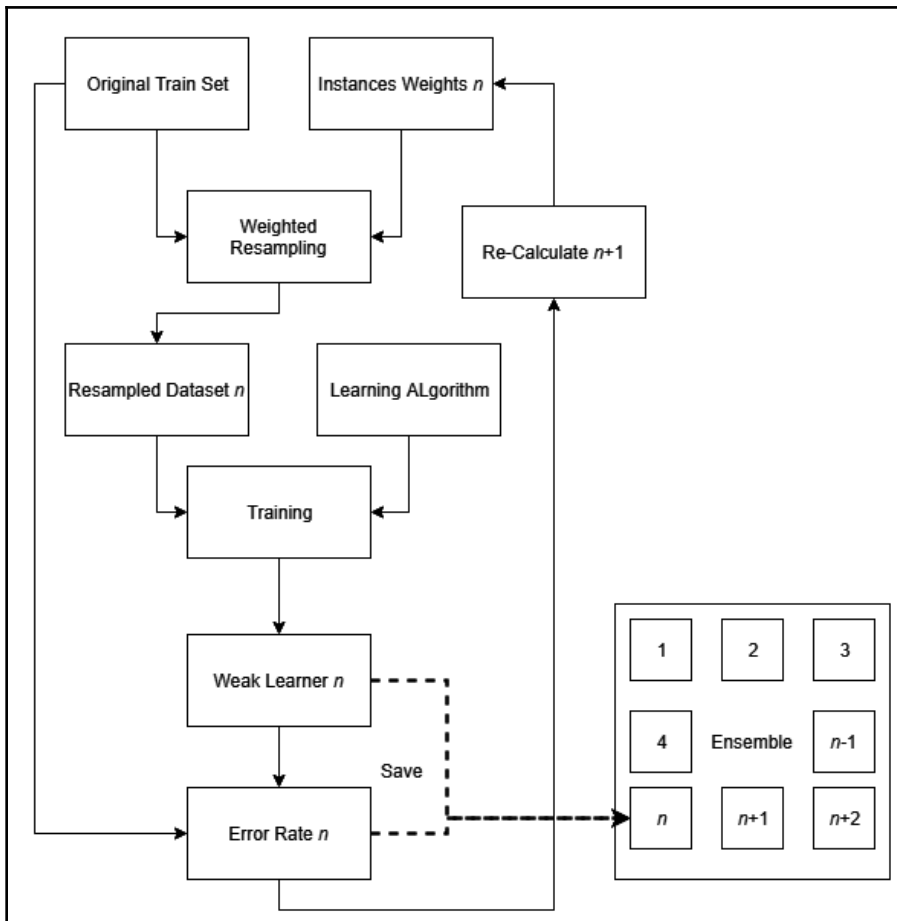 Original Train Set
Instances Weights n
Weighted
Resampling
Re-Calculate n+1
Resampled Dataset n
Learning ALgorithm
Training
Weak Learner n
Save
Error Rate n
1
2
3
4
Ensemble
n-1
n
n+1
n+2